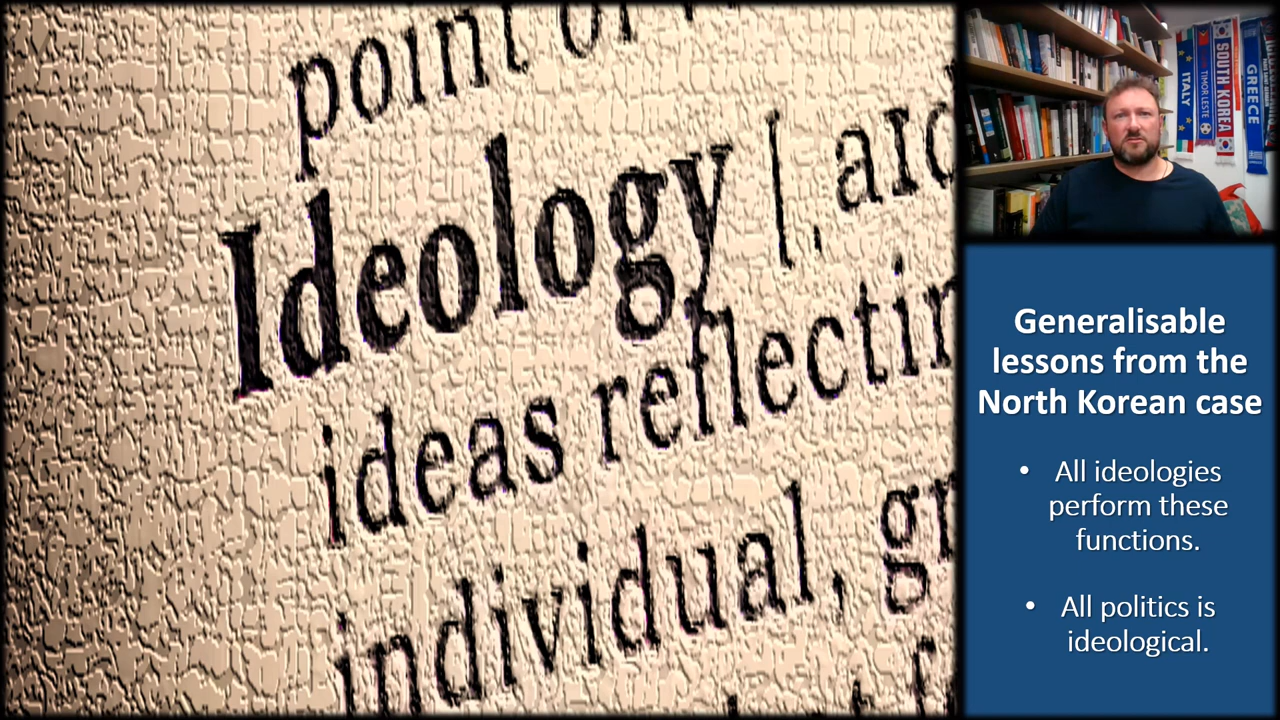 point of
Ideology
ideas reflectin
individual, gr
ITALY
TIMOR LESTE
SOUTH KOREA
GREECE
Generalisable
lessons from the
North Korean case
• All ideologies
perform these
functions.
• All politics is
ideological.